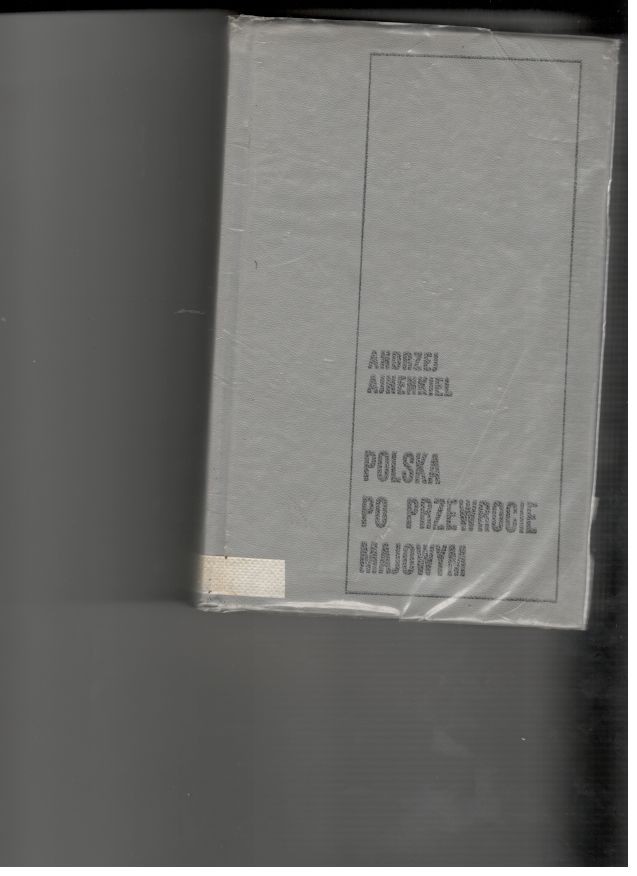 ANDRZEJ
AJNENKIEL
POLSKA
PO PRZEWROCIE
MAJOWYM